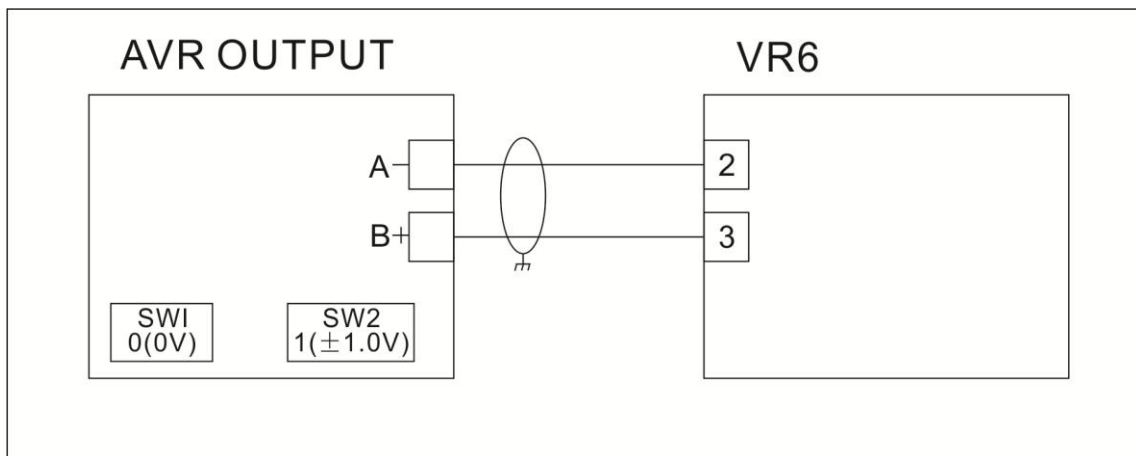 AVR OUTPUT
VR6
A−
2
B+
3
SWI
0(0V)
SW2
1(±1.0V)